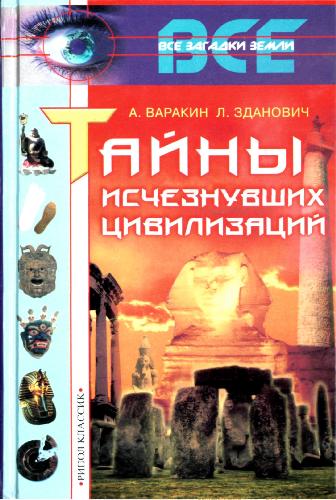 ВСЕ
ВСЕ ЗАГАДКИ ЗЕМЛИ
А. ВАРАКИН Л. ЗДАНОВИЧ
ТАЙНЫ
ИСЧЕЗНУВШИХ
ЦИВИЛИЗАЦИЙ
•РИПОЛ КЛАССИК•